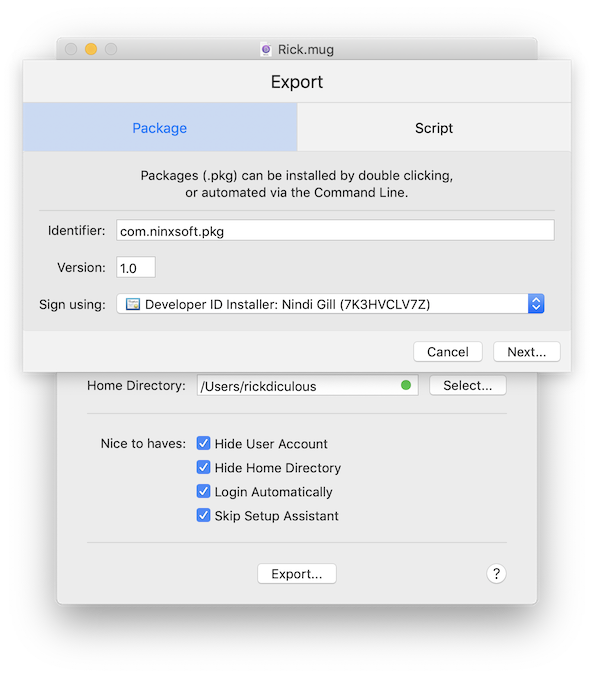 Rick.mug
Export
Package
Script
Packages (.pkg) can be installed by double clicking,
or automated via the Command Line.
Identifier: com.ninxsoft.pkg
Version: 1.0
Sign using: Developer ID Installer: Nindi Gill (7K3HVCLV7Z)
Cancel
Next...
Home Directory: /Users/rickdiculous Select...
Nice to haves: Hide User Account
Hide Home Directory
Login Automatically
Skip Setup Assistant
Export...
?